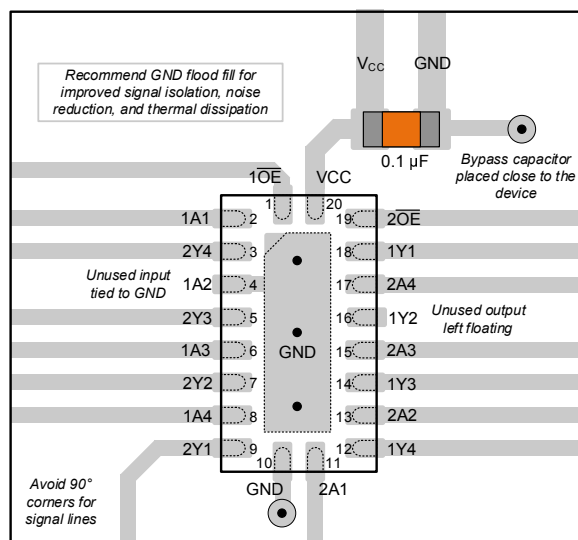 Recommend GND flood fill for
improved signal isolation, noise
reduction, and thermal dissipation
VCC GND
0.1 µF
Bypass capacitor
placed close to the
device
1OE VCC
1 20
1A1 2 19 2OE
2Y4 3 18 1Y1
Unused input
tied to GND
1A2 4 17 2A4
2Y3 5 16 1Y2
Unused output
left floating
GND
1A3 6 15 2A3
2Y2 7 14 1Y3
1A4 8 13 2A2
2Y1 9 12 1Y4
10 11
GND 2A1
Avoid 90°
corners for
signal lines